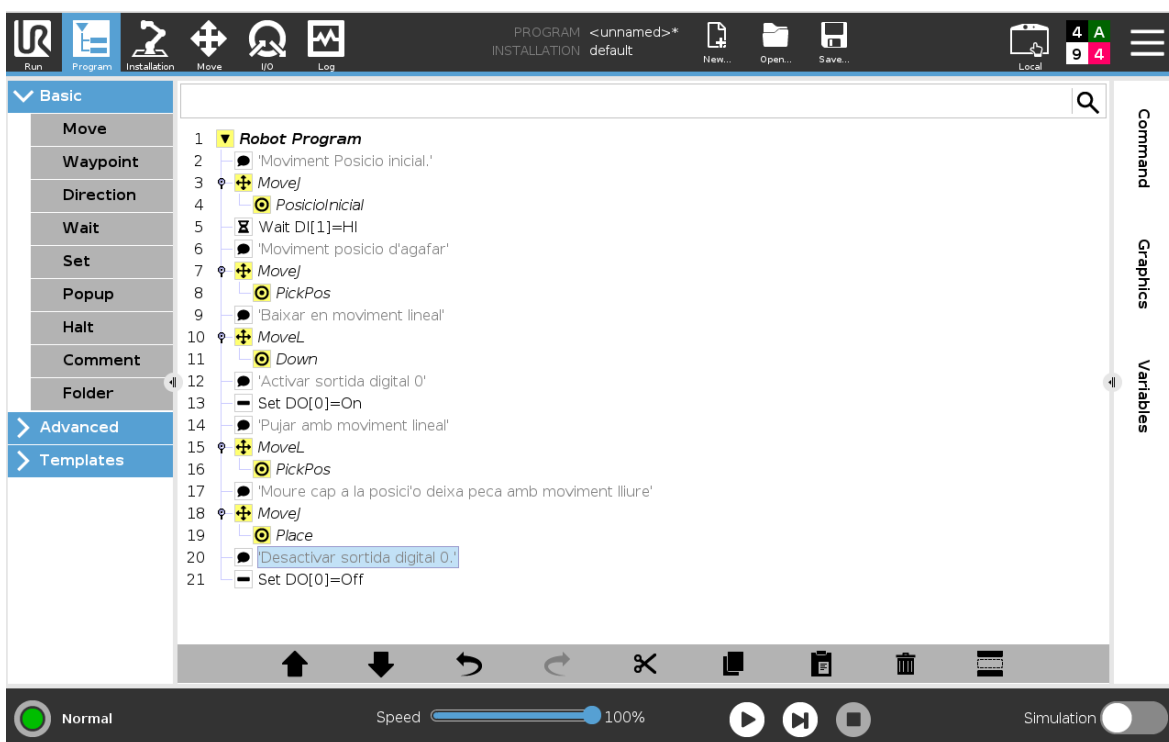 PROGRAM <unnamed>*
INSTALLATION default
UR
Run
Program
Installation
Move
I/O
Log
New...
Open...
Save...
Local
4 A
9 4
Basic
Move
Waypoint
Direction
Wait
Set
Popup
Halt
Comment
Folder
Advanced
Templates
1 Robot Program
2 'Moviment Posicio inicial.'
3 MoveJ
4 PosicioInicial
5 Wait DI[1]=HI
6 'Moviment posicio d'agafar'
7 MoveJ
8 PickPos
9 'Baixar en moviment lineal'
10 MoveL
11 Down
12 'Activar sortida digital 0'
13 Set DO[0]=On
14 'Pujar amb moviment lineal'
15 MoveL
16 PickPos
17 'Moure cap a la posici'o deixa peca amb moviment lliure'
18 MoveJ
19 Place
20 'Desactivar sortida digital 0.'
21 Set DO[0]=Off
Command
Graphics
Variables
Normal
Speed 100%
Simulation